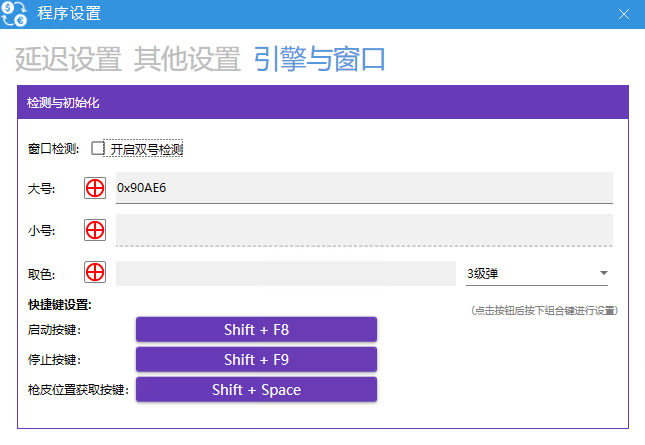 程序设置
延迟设置 其他设置 引擎与窗口
检测与初始化
窗口检测: 开启双号检测
大号: 0x90AE6
小号:
取色: 3级弹
快捷键设置: (点击按钮后按下组合键进行设置)
启动按键: Shift + F8
停止按键: Shift + F9
枪皮位置获取按键: Shift + Space